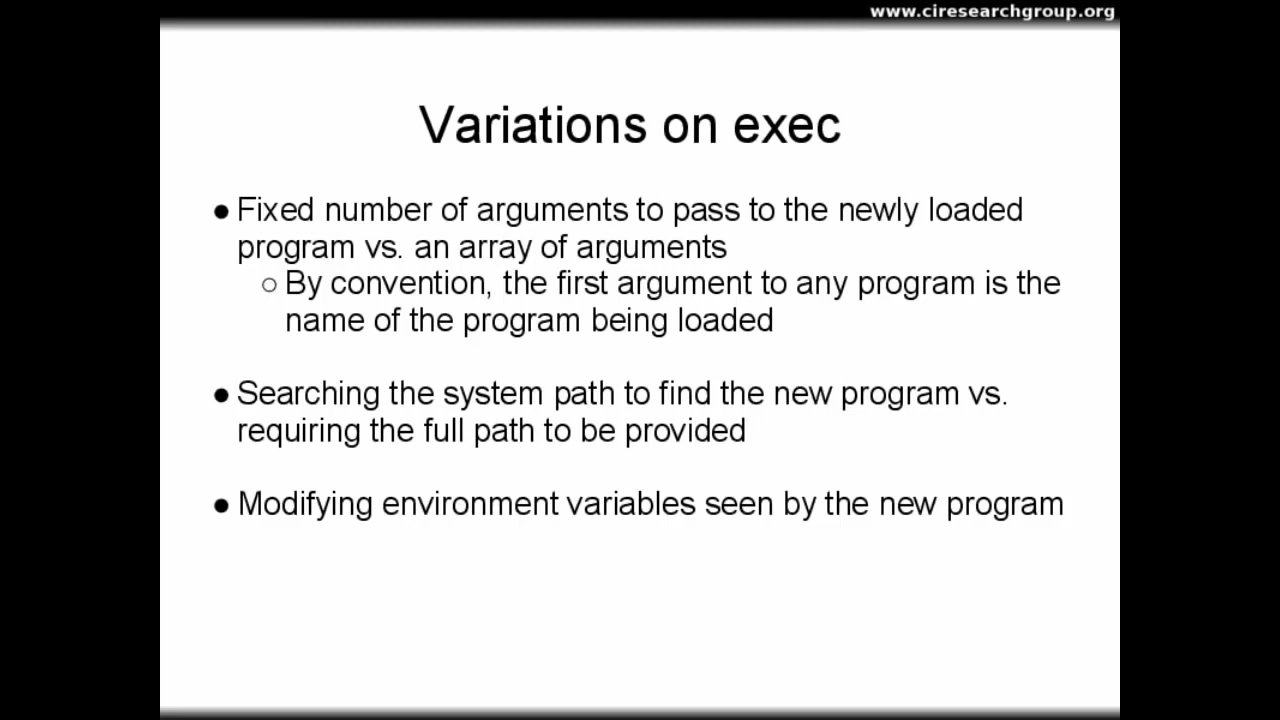 www.ciresearchgroup.org
Variations on exec
● Fixed number of arguments to pass to the newly loaded
program vs. an array of arguments
○ By convention, the first argument to any program is the
name of the program being loaded
● Searching the system path to find the new program vs.
requiring the full path to be provided
● Modifying environment variables seen by the new program